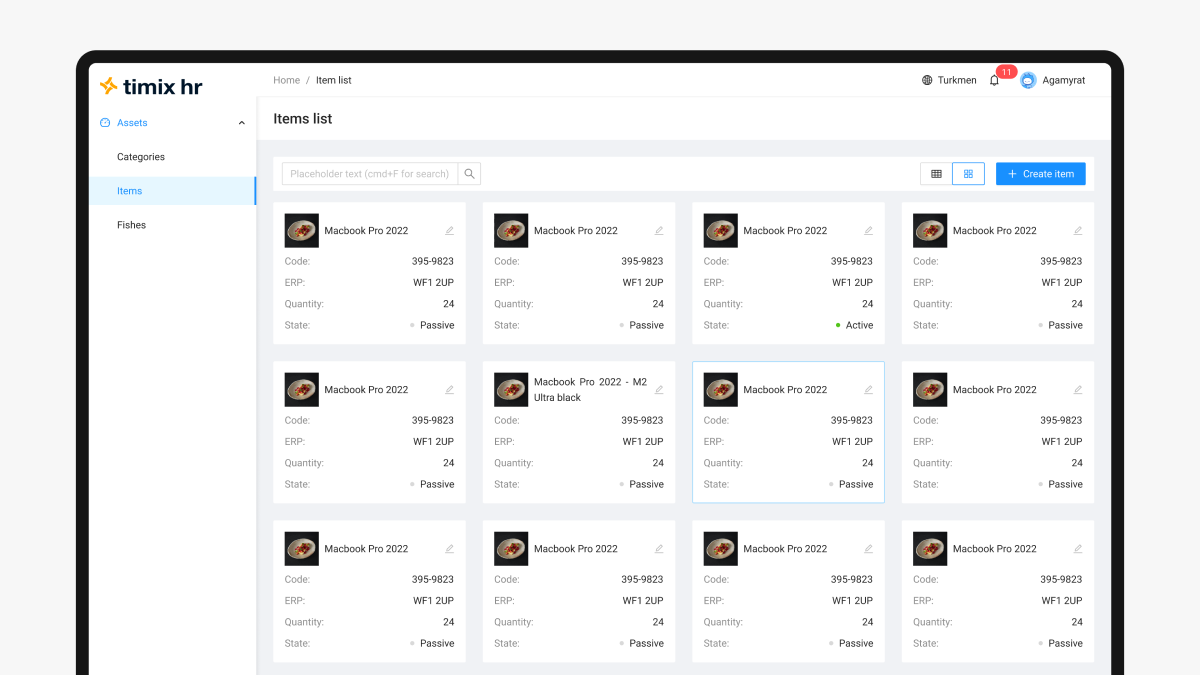 timix hr
Home / Item list
Turkmen
11
Agamyrat
Assets
Categories
Items
Fishes
Items list
Placeholder text (cmd+F for search)
Create item
Macbook Pro 2022
Code: 395-9823
ERP: WF1 2UP
Quantity: 24
State: Passive
Macbook Pro 2022
Code: 395-9823
ERP: WF1 2UP
Quantity: 24
State: Passive
Macbook Pro 2022
Code: 395-9823
ERP: WF1 2UP
Quantity: 24
State: Active
Macbook Pro 2022
Code: 395-9823
ERP: WF1 2UP
Quantity: 24
State: Passive
Macbook Pro 2022
Code: 395-9823
ERP: WF1 2UP
Quantity: 24
State: Passive
Macbook Pro 2022 - M2
Ultra black
Code: 395-9823
ERP: WF1 2UP
Quantity: 24
State: Passive
Macbook Pro 2022
Code: 395-9823
ERP: WF1 2UP
Quantity: 24
State: Passive
Macbook Pro 2022
Code: 395-9823
ERP: WF1 2UP
Quantity: 24
State: Passive
Macbook Pro 2022
Code: 395-9823
ERP: WF1 2UP
Quantity: 24
State: Passive
Macbook Pro 2022
Code: 395-9823
ERP: WF1 2UP
Quantity: 24
State: Passive
Macbook Pro 2022
Code: 395-9823
ERP: WF1 2UP
Quantity: 24
State: Passive
Macbook Pro 2022
Code: 395-9823
ERP: WF1 2UP
Quantity: 24
State: Passive